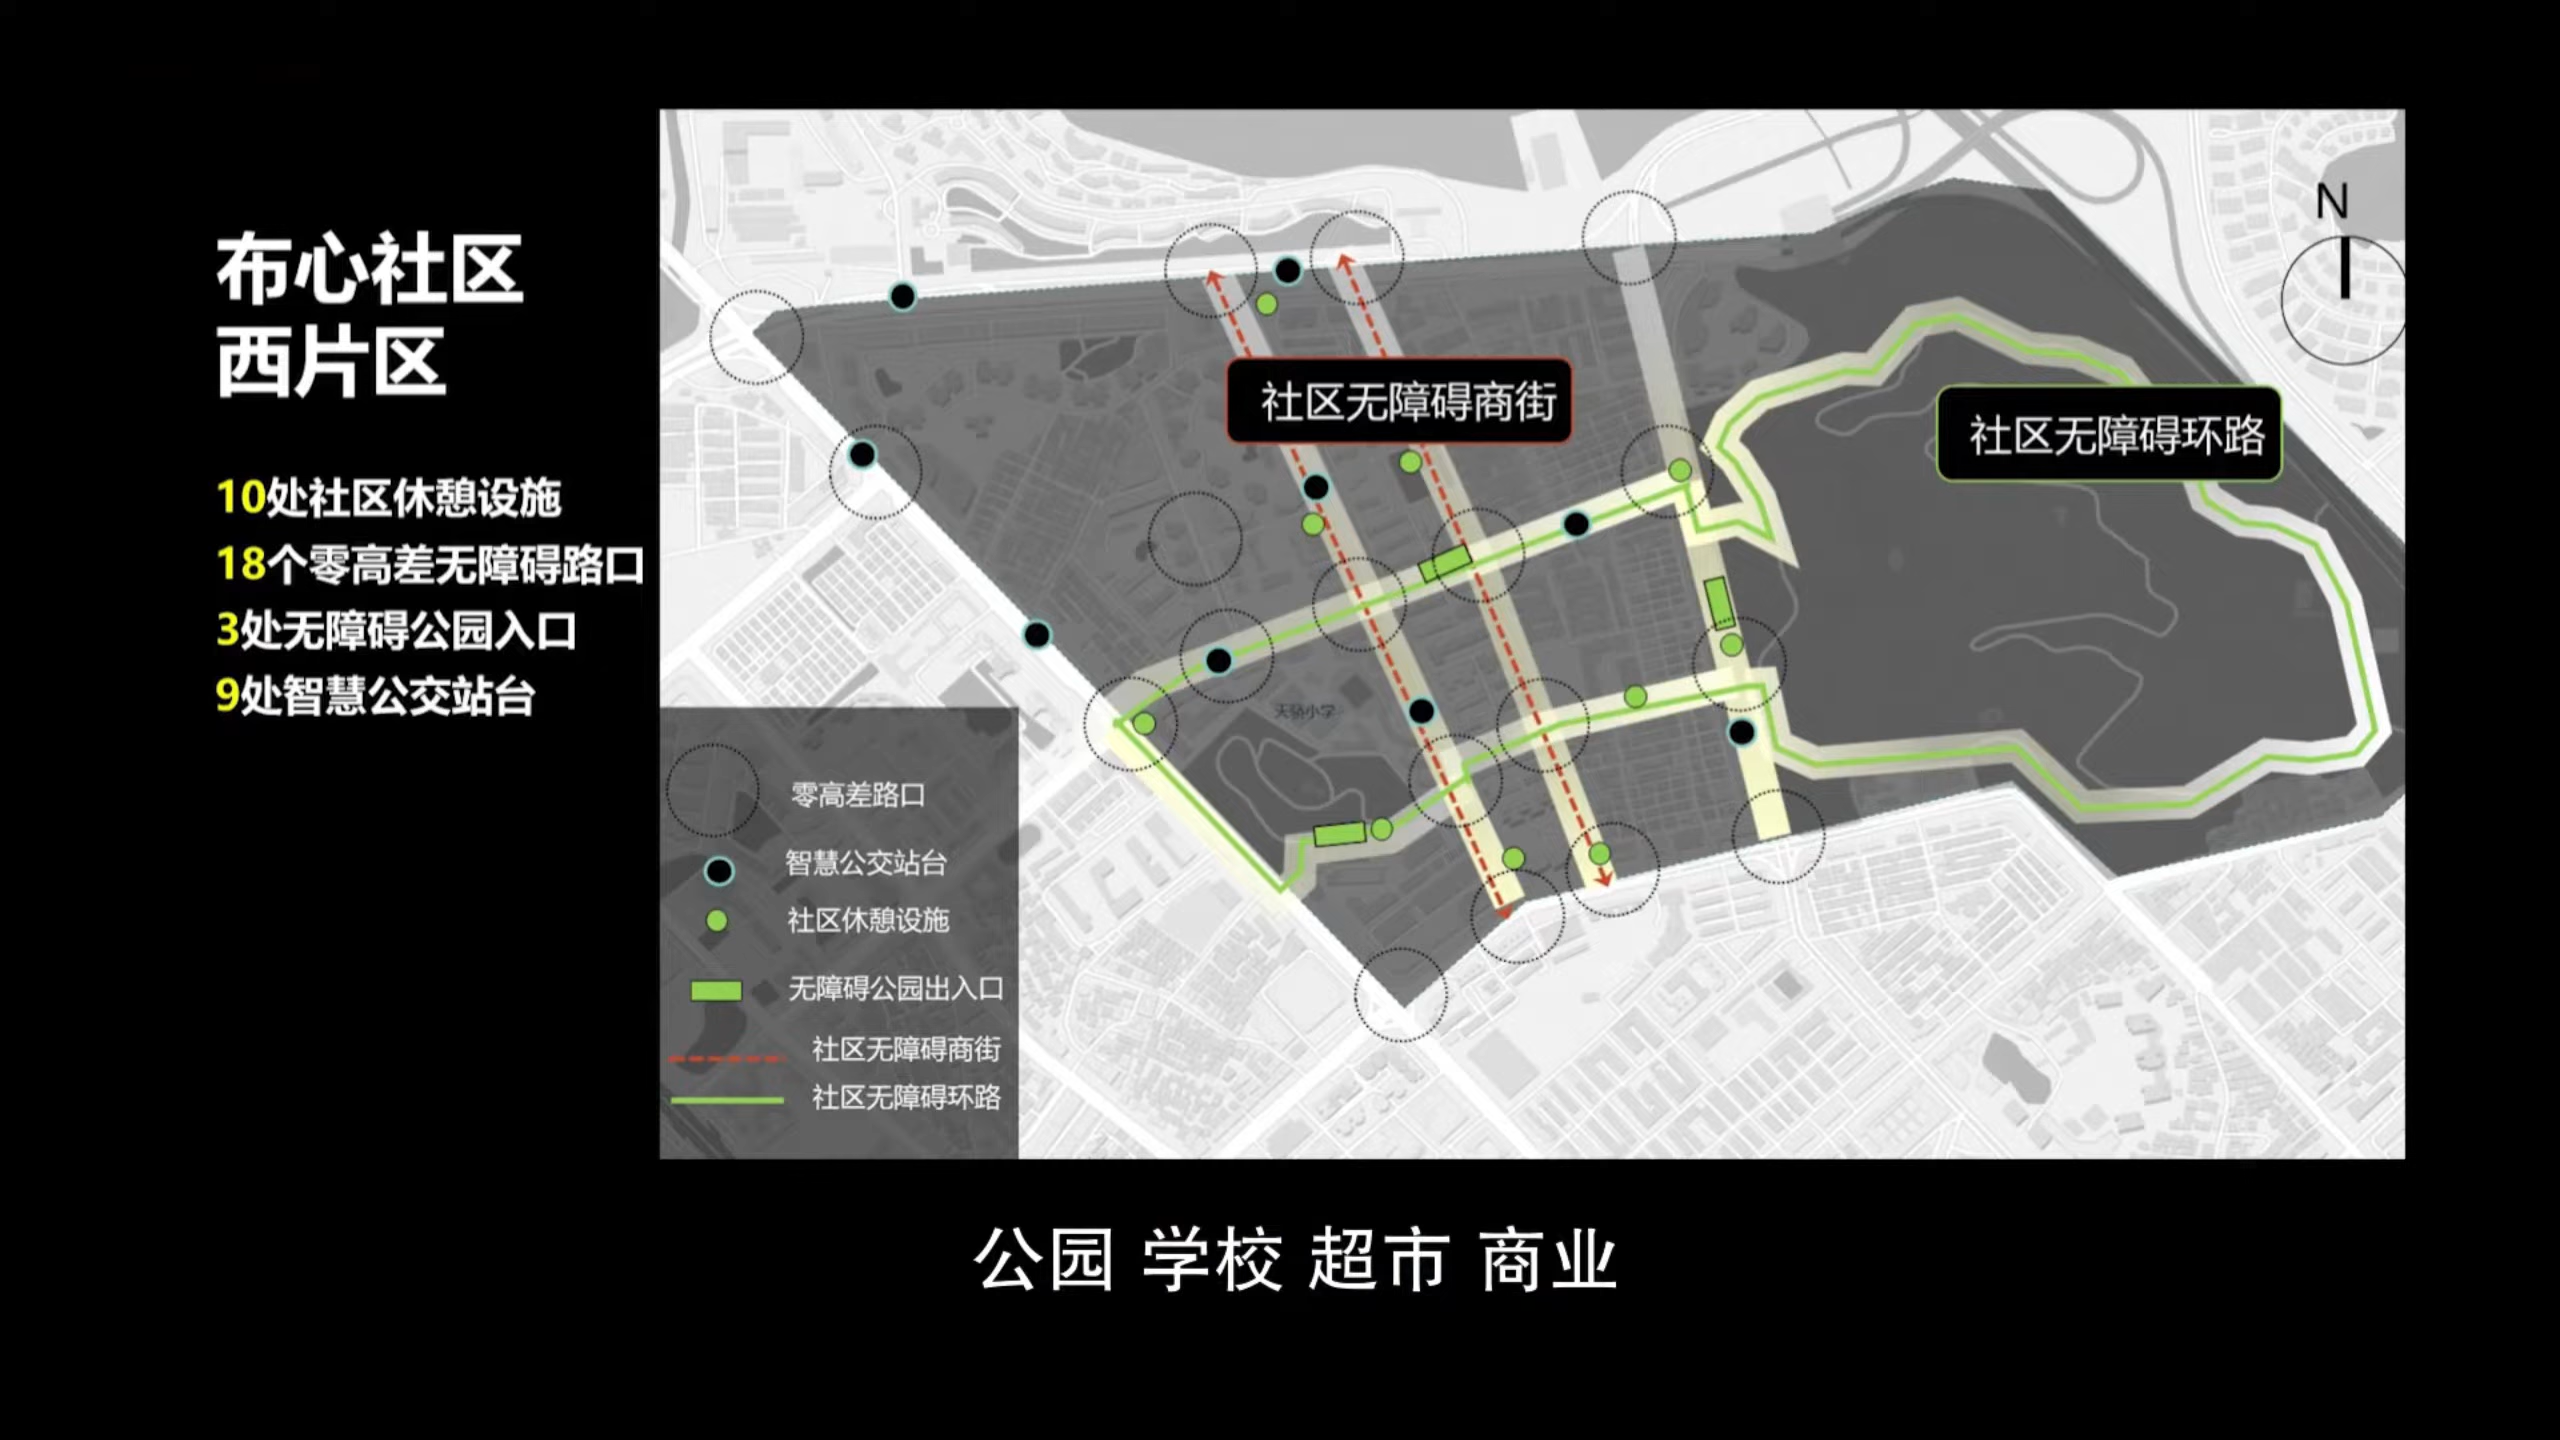 布心社区
西片区
10处社区休憩设施
18个零高差无障碍路口
3处无障碍公园入口
9处智慧公交站台
N
社区无障碍商街
社区无障碍环路
天骄小学
零高差路口
智慧公交站台
社区休憩设施
无障碍公园出入口
社区无障碍商街
社区无障碍环路
公园 学校 超市 商业